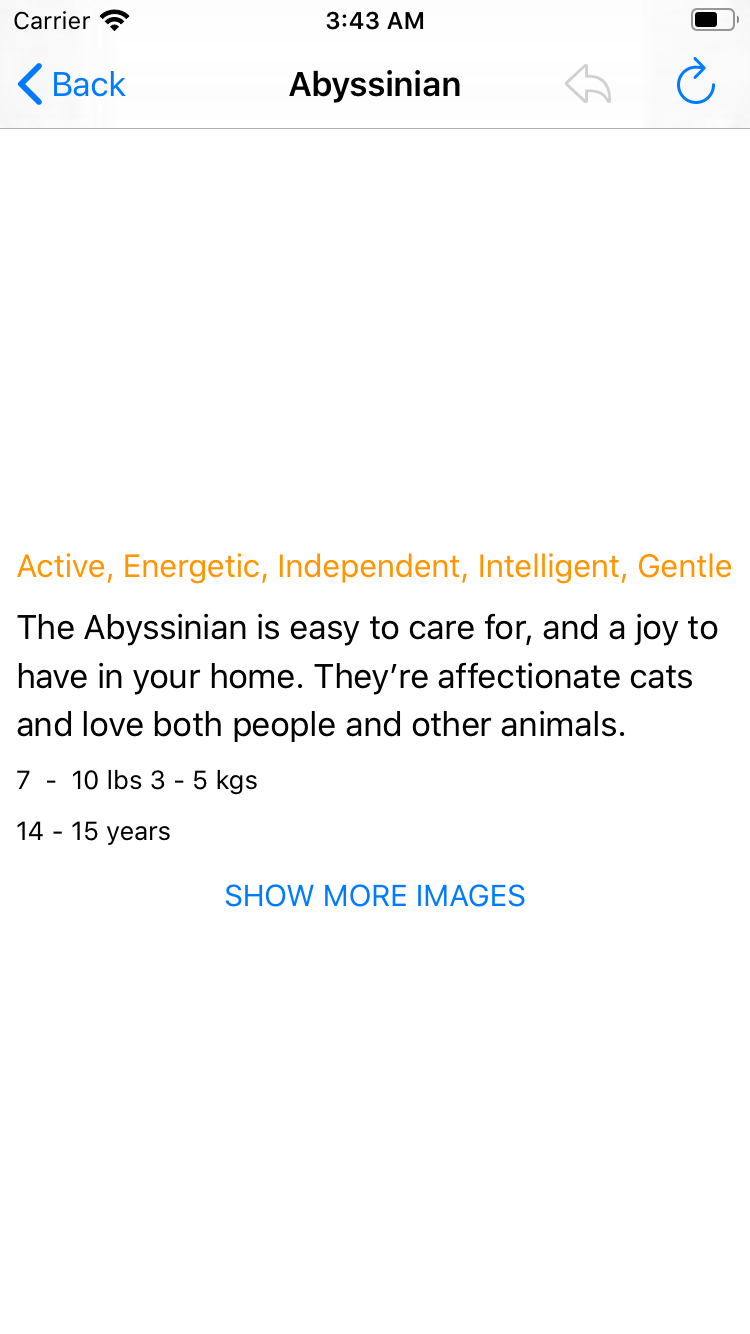 Carrier
3:43 AM
Back
Abyssinian
Active, Energetic, Independent, Intelligent, Gentle
The Abyssinian is easy to care for, and a joy to
have in your home. They’re affectionate cats
and love both people and other animals.
7  -  10 lbs 3 - 5 kgs
14 - 15 years
SHOW MORE IMAGES